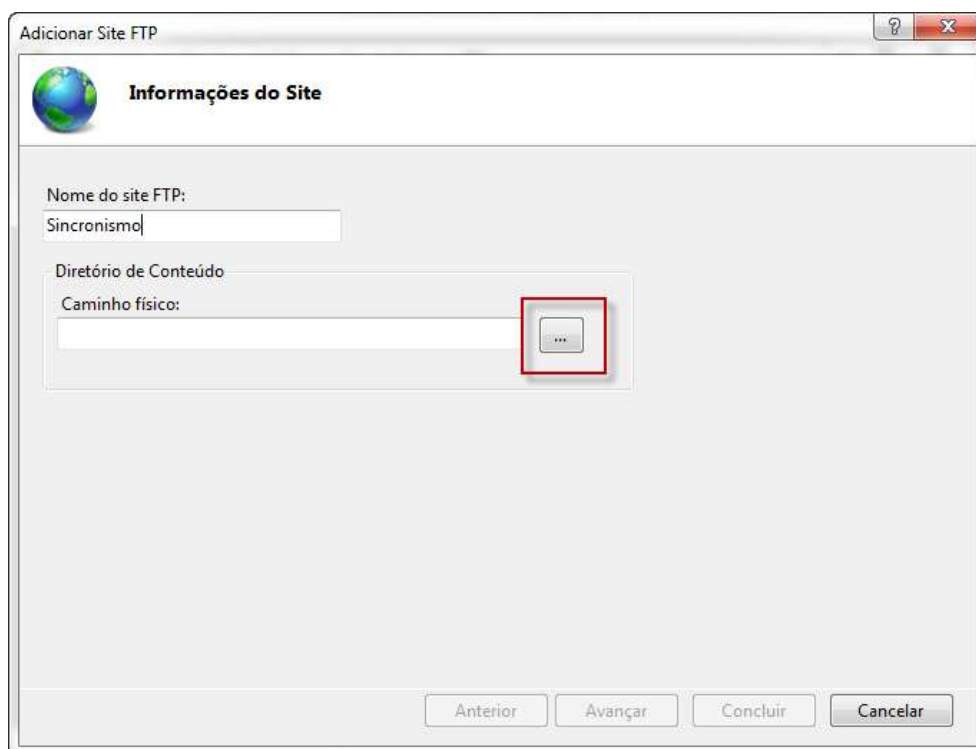 Adicionar Site FTP
Informações do Site
Nome do site FTP:
Sincronismo
Diretório de Conteúdo
Caminho físico:
...
Anterior Avançar Concluir Cancelar